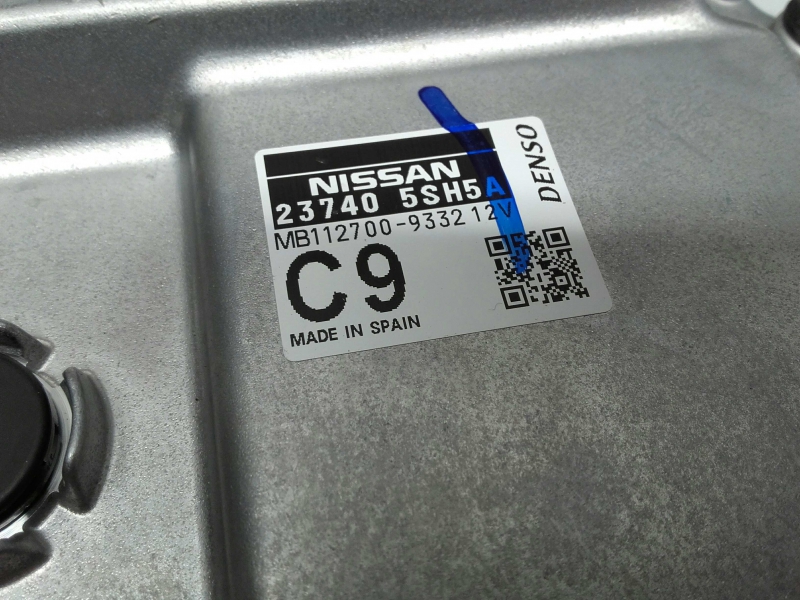 NISSAN
23740 5SH5A
MB112700-9332 12V
C9
MADE IN SPAIN
DENSO